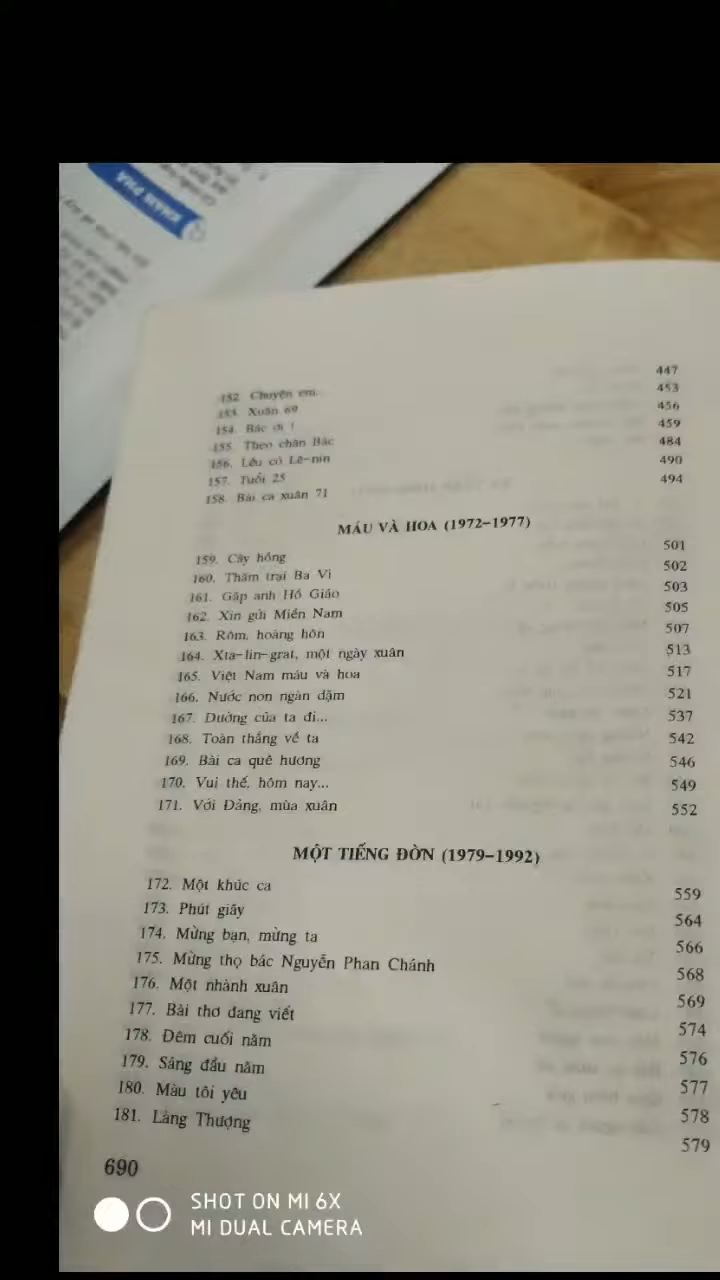 KHÁM PHÁ
152. Chuyện em.. 447
153. Xuân 69 453
154. Bác ơi ! 456
155. Theo chân Bác 459
156. Lều cỏ Lê-nin 484
157. Tuổi 25 490
158. Bài ca xuân 71 494
MÁU VÀ HOA (1972–1977)
159. Cây hồng 501
160. Thăm trại Ba Vì 502
161. Gặp anh Hồ Giáo 503
162. Xin gửi Miền Nam 505
163. Rôm, hoàng hôn 507
164. Xta-lin-grat, một ngày xuân 513
165. Việt Nam máu và hoa 517
166. Nước non ngàn dặm 521
167. Đường của ta đi... 537
168. Toàn thắng về ta 542
169. Bài ca quê hương 546
170. Vui thế, hôm nay... 549
171. Với Đảng, mùa xuân 552
MỘT TIẾNG ĐỜN (1979–1992)
172. Một khúc ca 559
173. Phút giây 564
174. Mừng bạn, mừng ta 566
175. Mừng thọ bác Nguyễn Phan Chánh 568
176. Một nhành xuân 569
177. Bài thơ đang viết 574
178. Đêm cuối năm 576
179. Sáng đầu năm 577
180. Màu tôi yêu 578
181. Làng Thượng 579
690
SHOT ON MI 6X
MI DUAL CAMERA